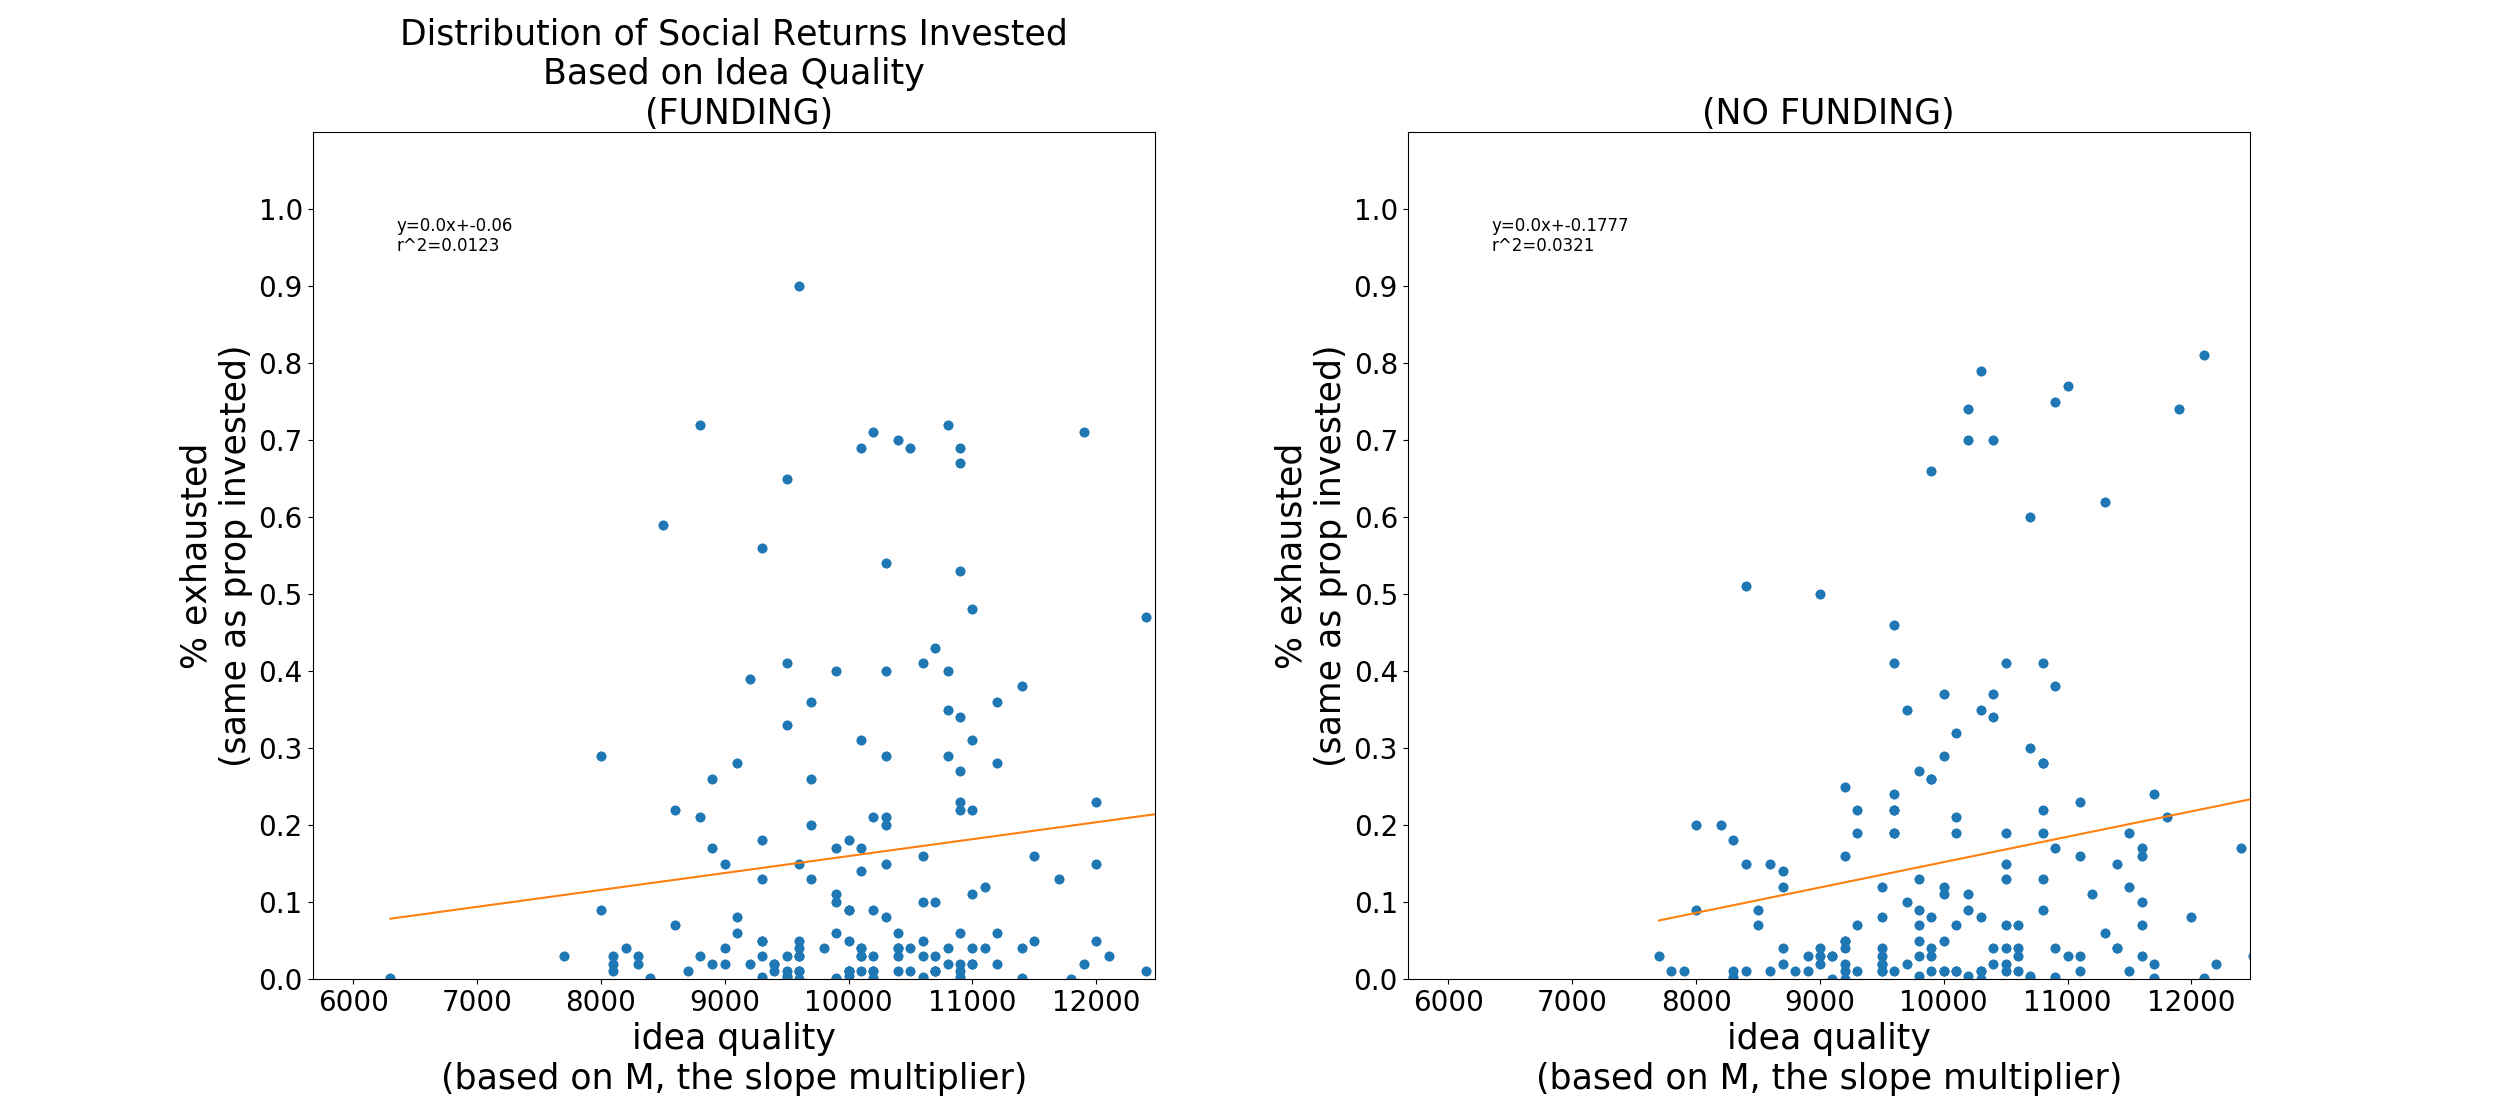 Distribution of Social Returns Invested
Based on Idea Quality
(FUNDING)
1.0
0.9
0.8
0.7
0.6
0.5
0.4
0.3
0.2
0.1
0.0
% exhausted
(same as prop invested)
y=0.0x+-0.06
r^2=0.0123
6000 7000 8000 9000 10000 11000 12000
idea quality
(based on M, the slope multiplier)
(NO FUNDING)
1.0
0.9
0.8
0.7
0.6
0.5
0.4
0.3
0.2
0.1
0.0
% exhausted
(same as prop invested)
y=0.0x+-0.1777
r^2=0.0321
6000 7000 8000 9000 10000 11000 12000
idea quality
(based on M, the slope multiplier)